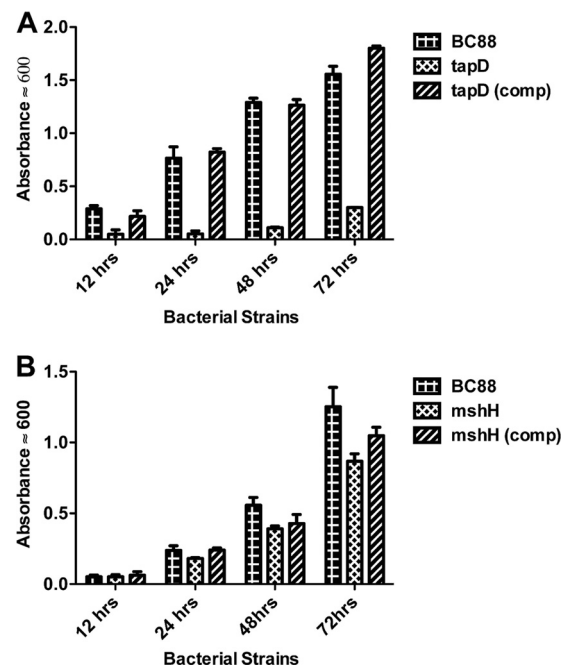 A
2.0
1.5
1.0
0.5
0.0
Absorbance ≈ 600
12 hrs
24 hrs
48 hrs
72 hrs
Bacterial Strains
BC88
tapD
tapD (comp)
B
1.5
1.0
0.5
0.0
Absorbance ≈ 600
12 hrs
24 hrs
48hrs
72hrs
Bacterial Strains
BC88
mshH
mshH (comp)